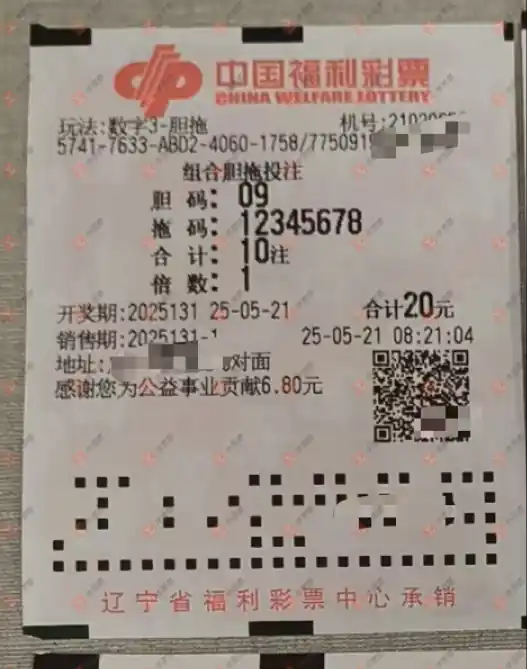 中国福利彩票
CHINA WELFARE LOTTERY
玩法:数字3-胆拖 机号:21020
5741-7633-ABD2-4060-1758/7750919
组合胆拖投注
胆 码: 09
拖 码: 12345678
合 计: 10注
倍 数: 1
开奖期:2025131 25-05-21 合计20元
销售期:2025131-1 25-05-21 08:21:04
地址: 对面
感谢您为公益事业贡献6.80元
辽宁省福利彩票中心承销